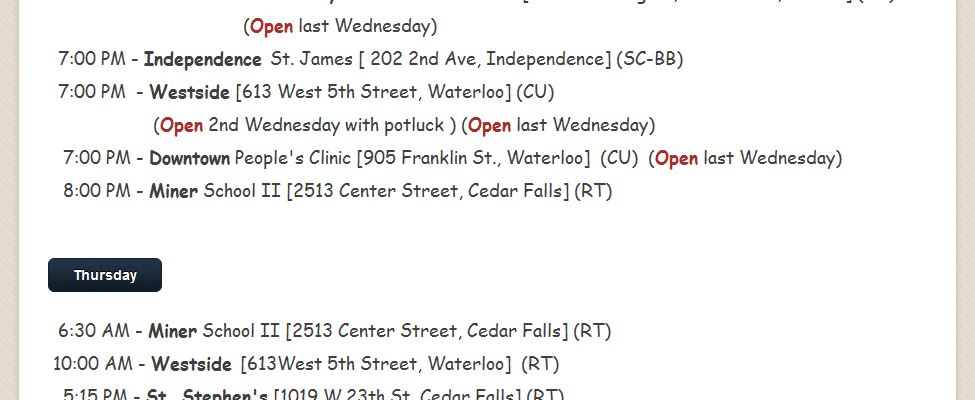 (Open last Wednesday)
7:00 PM - Independence St. James [ 202 2nd Ave, Independence] (SC-BB)
7:00 PM - Westside [613 West 5th Street, Waterloo] (CU)
(Open 2nd Wednesday with potluck ) (Open last Wednesday)
7:00 PM - Downtown People's Clinic [905 Franklin St., Waterloo] (CU) (Open last Wednesday)
8:00 PM - Miner School II [2513 Center Street, Cedar Falls] (RT)
Thursday
6:30 AM - Miner School II [2513 Center Street, Cedar Falls] (RT)
10:00 AM - Westside [613West 5th Street, Waterloo] (RT)
5:15 PM - St. Stephen's [1019 W 23th St, Cedar Falls] (RT)